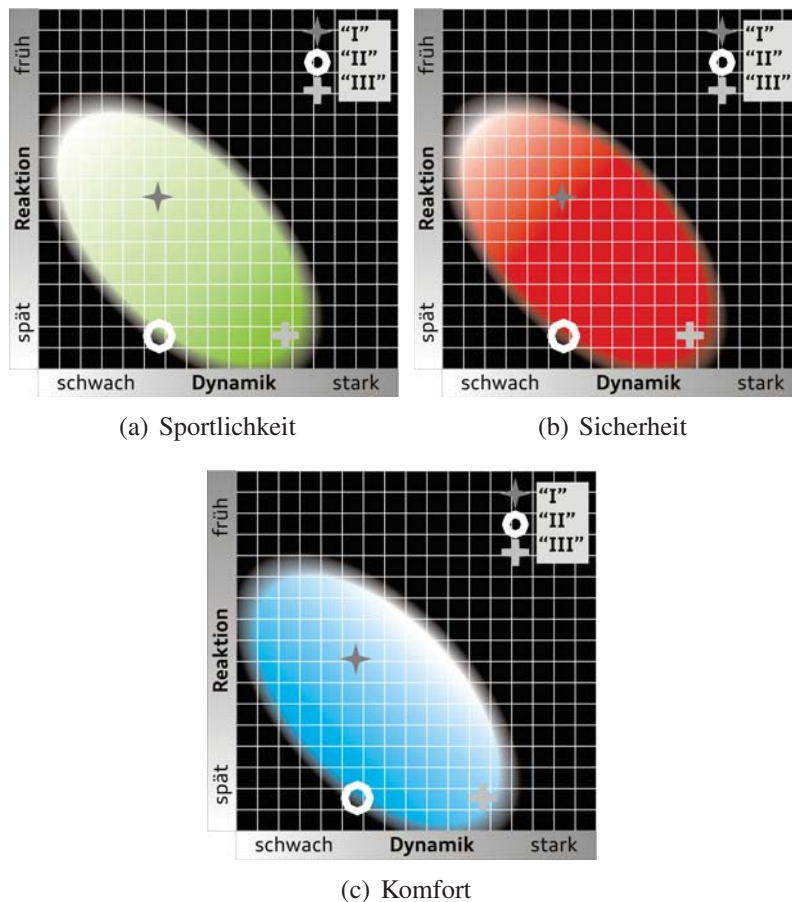 früh
Reaktion
spät
"I"
"II"
"III"
schwach Dynamik stark
(a) Sportlichkeit
früh
Reaktion
spät
"I"
"II"
"III"
schwach Dynamik stark
(b) Sicherheit
früh
Reaktion
spät
"I"
"II"
"III"
schwach Dynamik stark
(c) Komfort